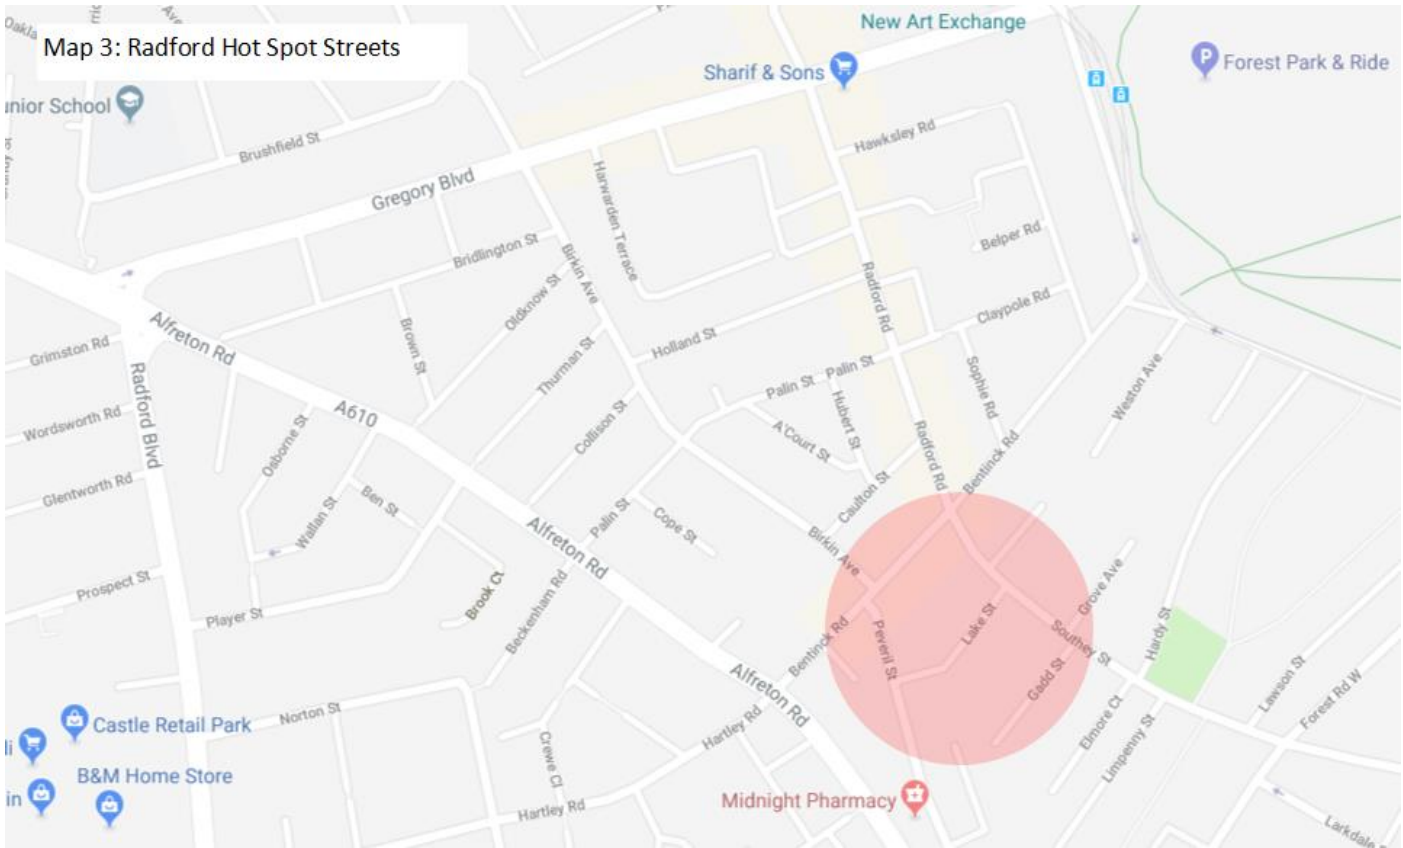 Map 3: Radford Hot Spot Streets
New Art Exchange
Sharif & Sons
Forest Park & Ride
unior School
Brushfield St
Hawksley Rd
Gregory Blvd
Harwarden Terrace
Bridlington St
Birkin Ave
Belper Rd
Radford Rd
Oldknow St
Claypole Rd
Alfreton Rd
Grimston Rd
Brown St
Holland St
Thurman St
Palin St
Palin St
Sophie Rd
Weston Ave
Radford Blvd
Wordsworth Rd
A610
Hubert St
Collison St
A'Court St
Osborne St
Radford Rd
Bentinck Rd
Glentworth Rd
Caulton St
Ben St
Wallan St
Palin St
Cope St
Alfreton Rd
Birkin Ave
Prospect St
Brook Ct
Beckenham Rd
Grove Ave
Player St
Lake St
Peveril St
Bentinck Rd
Southey St
Hardy St
Gadd St
Alfreton Rd
Lawson St
Forest Rd W
Norton St
Castle Retail Park
Hartley Rd
Elmore Ct
Limpenny St
Crewe Cl
B&M Home Store
Midnight Pharmacy
Hartley Rd
Larkdale